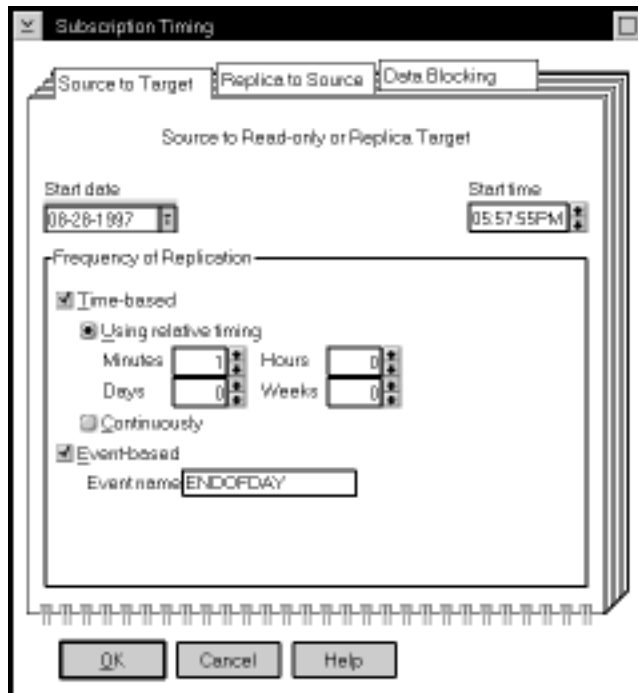 Subscription Timing
Source to Target Replica to Source Data Blocking
Source to Read-only or Replica Target
Start date Start time
08-28-1997 05:57:55PM
Frequency of Replication
Time-based
Using relative timing
Minutes 1 Hours 0
Days 0 Weeks 0
Continuously
Event-based
Event name ENDOFDAY
OK Cancel Help